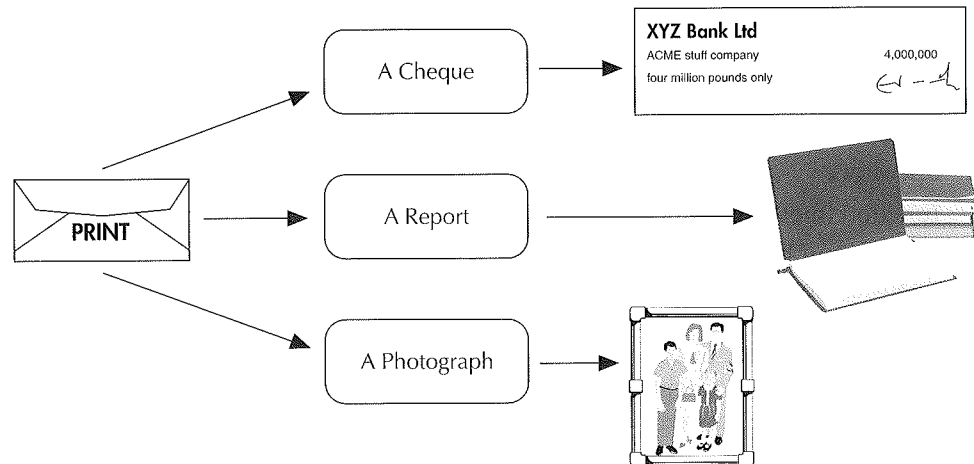 XYZ Bank Ltd
ACME stuff company 4,000,000
four million pounds only
A Cheque
PRINT
A Report
A Photograph